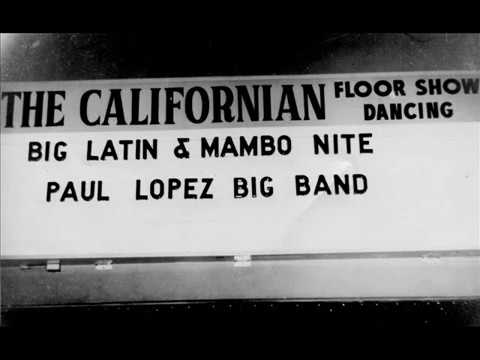 THE CALIFORNIAN FLOOR SHOW
DANCING
BIG LATIN & MAMBO NITE
PAUL LOPEZ BIG BAND